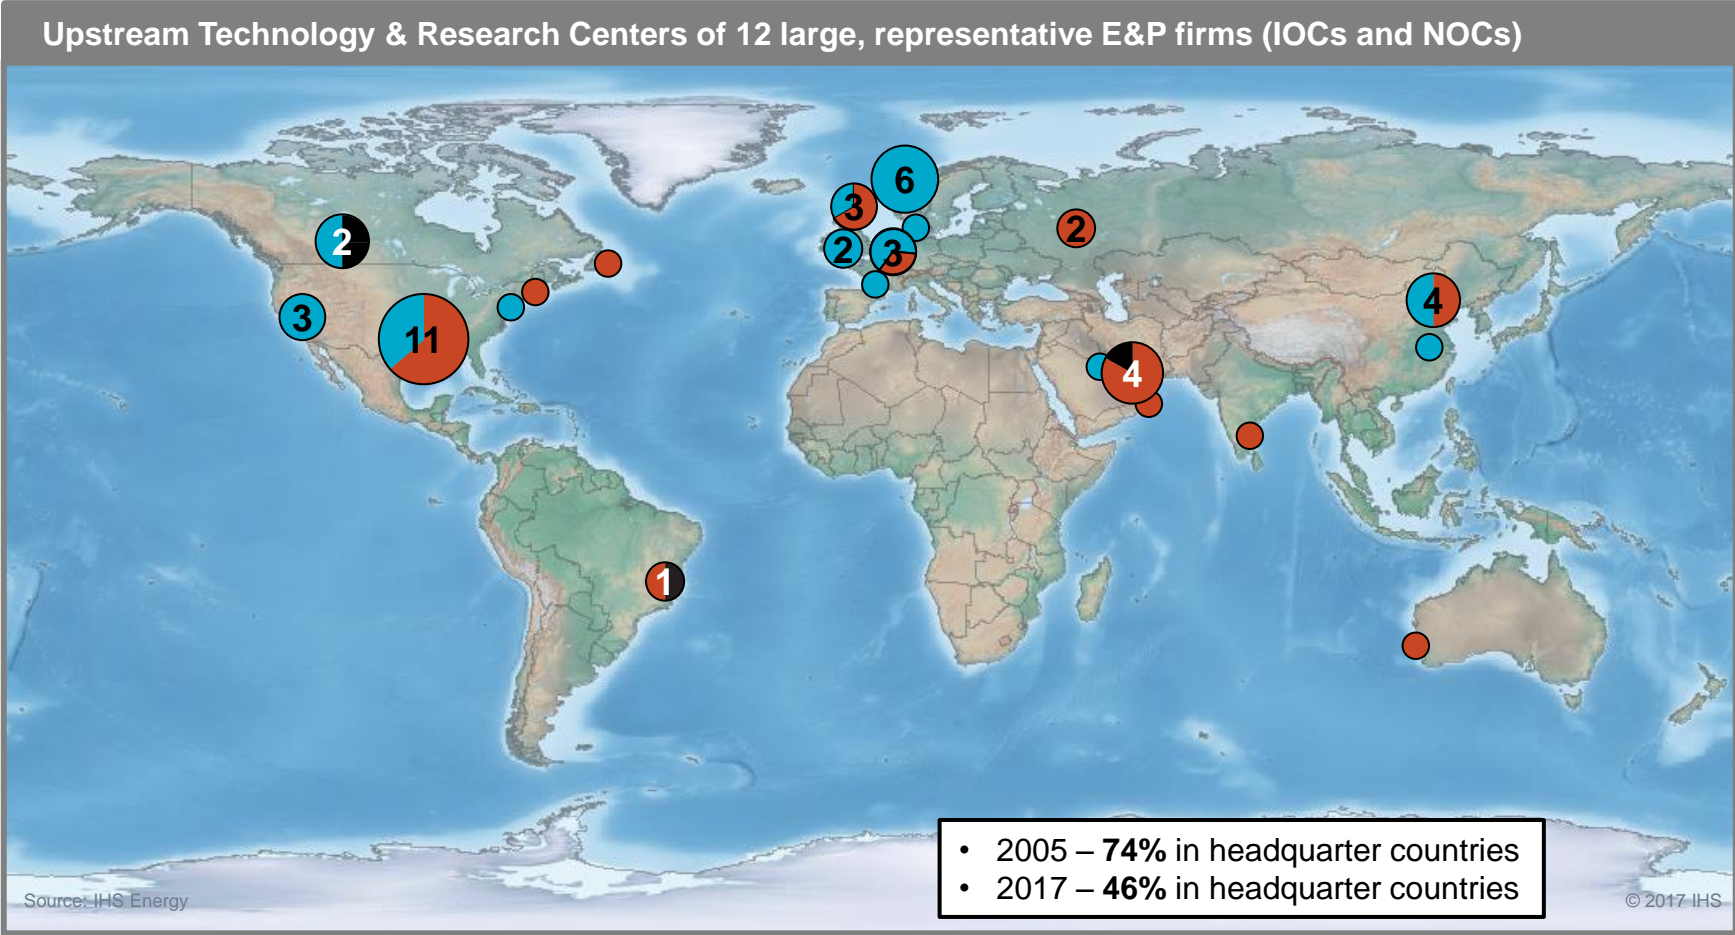 Upstream Technology & Research Centers of 12 large, representative E&P firms (IOCs and NOCs)
6
3
2
2
2
3
4
3
11
4
1
• 2005 – 74% in headquarter countries
• 2017 – 46% in headquarter countries
Source: IHS Energy
© 2017 IHS